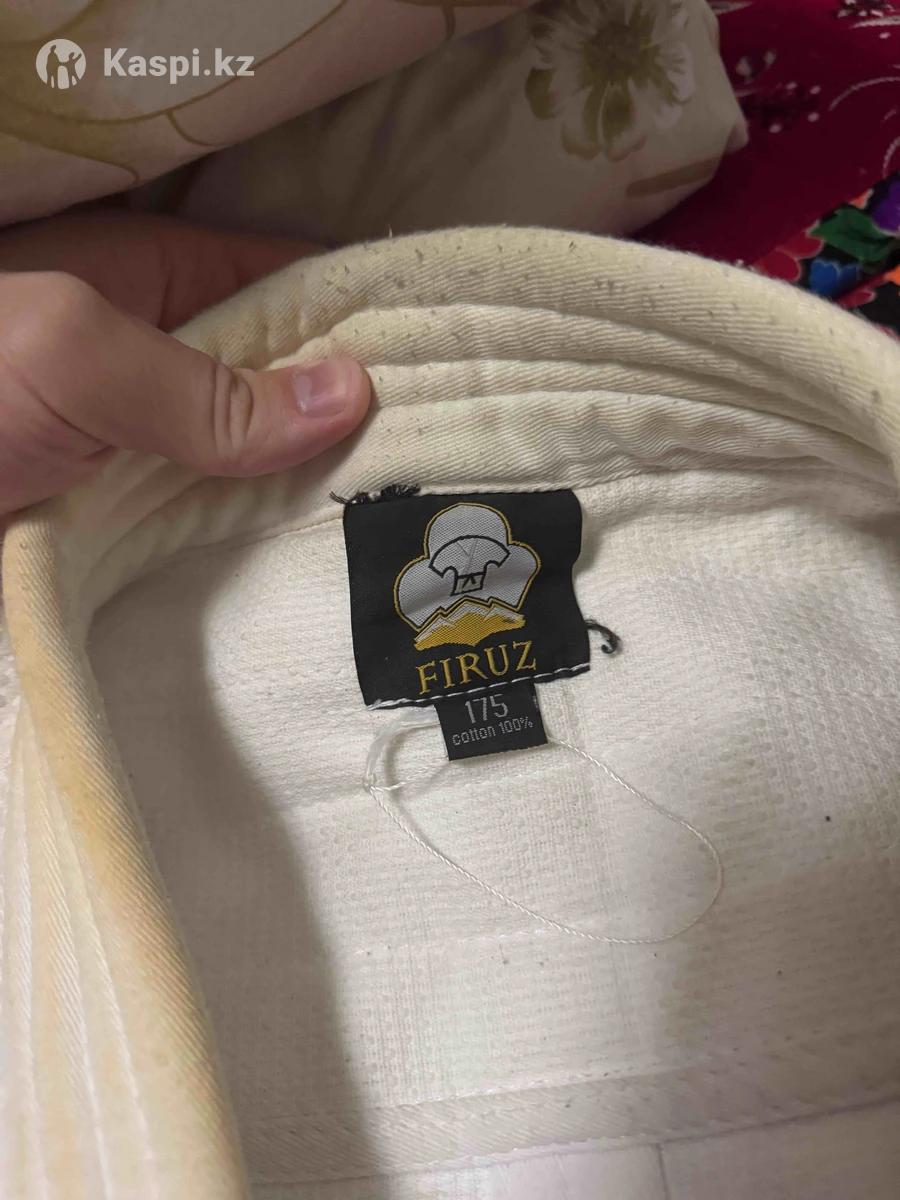 Kaspi.kz
FIRUZ
175
cotton 100%